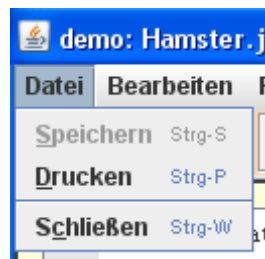 demo: Hamster.j
Datei Bearbeiten
Speichern Strg-S
Drucken Strg-P
Schließen Strg-W